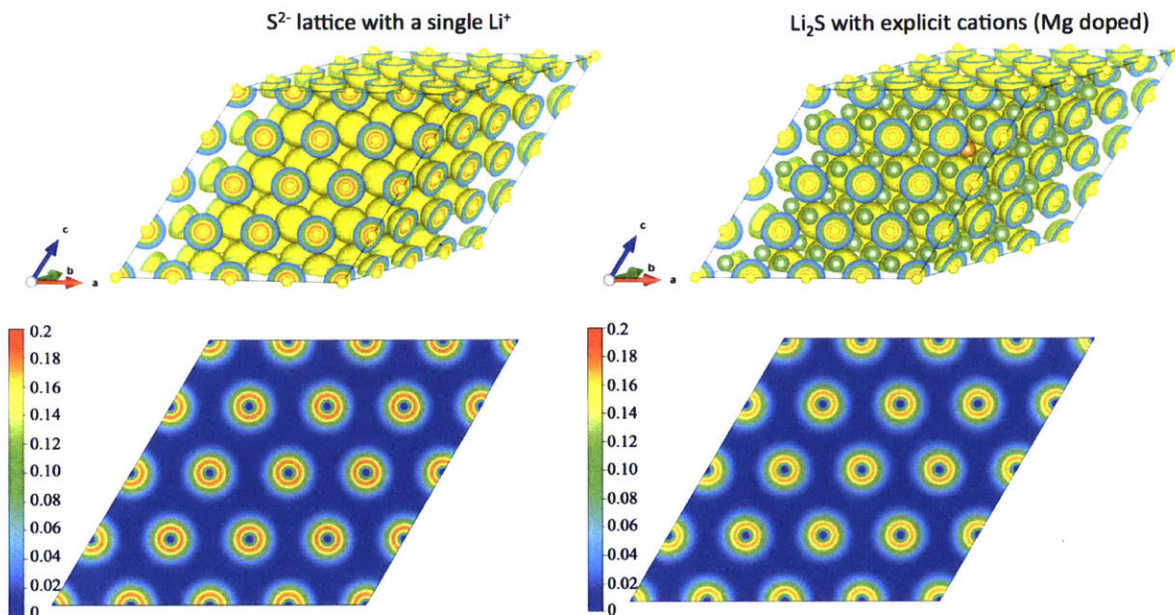 S²⁻ lattice with a single Li⁺
Li₂S with explicit cations (Mg doped)
c
b
a
c
b
a
0.2
0.18
0.16
0.14
0.12
0.10
0.08
0.06
0.04
0.02
0
0.2
0.18
0.16
0.14
0.12
0.10
0.08
0.06
0.04
0.02
0